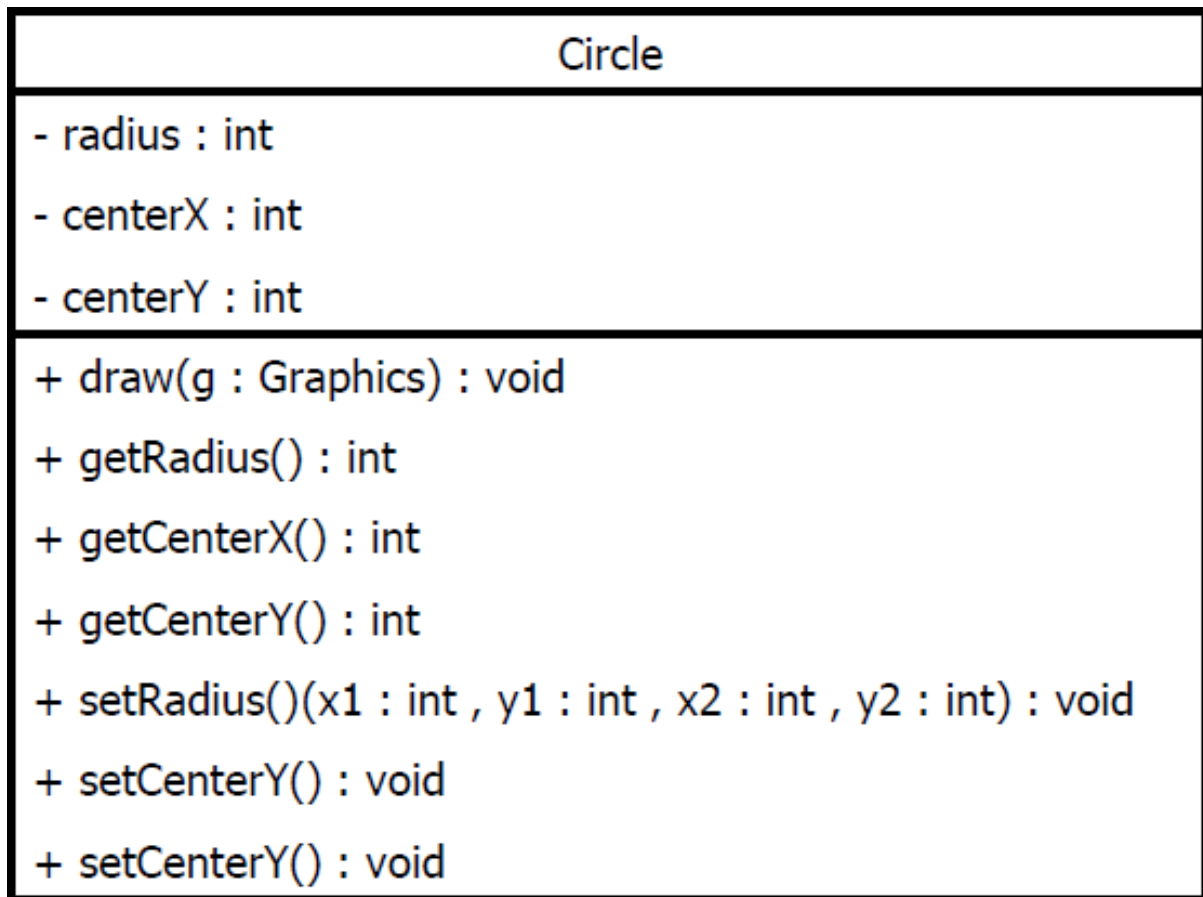 Circle
- radius : int
- centerX : int
- centerY : int
+ draw(g : Graphics) : void
+ getRadius() : int
+ getCenterX() : int
+ getCenterY() : int
+ setRadius()(x1 : int , y1 : int , x2 : int , y2 : int) : void
+ setCenterY() : void
+ setCenterY() : void